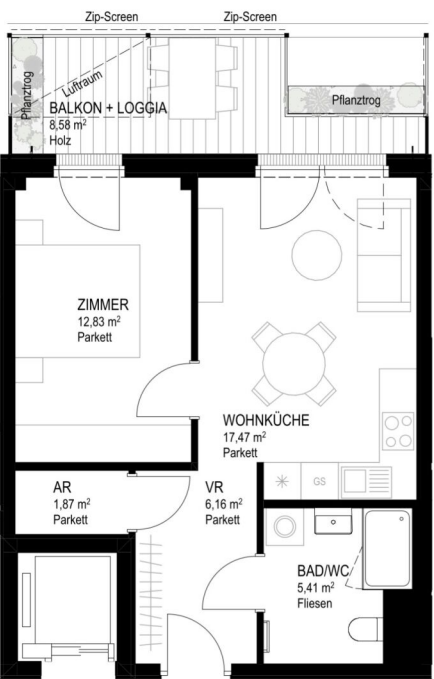 Zip-Screen
Zip-Screen
Pflanztrog
Luftraum
Pflanztrog
BALKON + LOGGIA
8,58 m²
Holz
ZIMMER
12,83 m²
Parkett
WOHNKÜCHE
17,47 m²
Parkett
GS
AR
1,87 m²
Parkett
VR
6,16 m²
Parkett
BAD/WC
5,41 m²
Fliesen